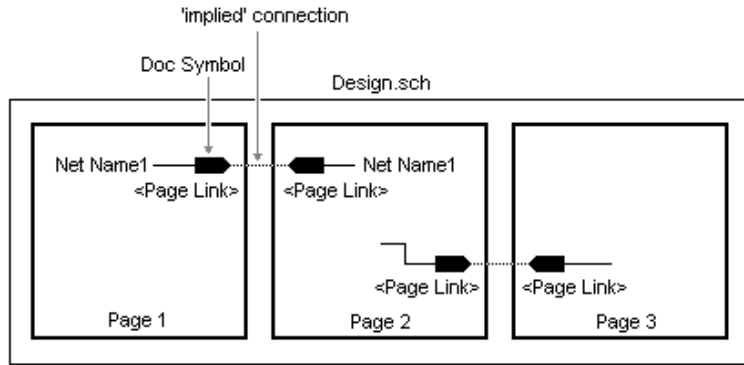 'implied' connection
Doc Symbol
Design.sch
Net Name1
Net Name1
<Page Link>
<Page Link>
<Page Link>
<Page Link>
Page 1
Page 2
Page 3